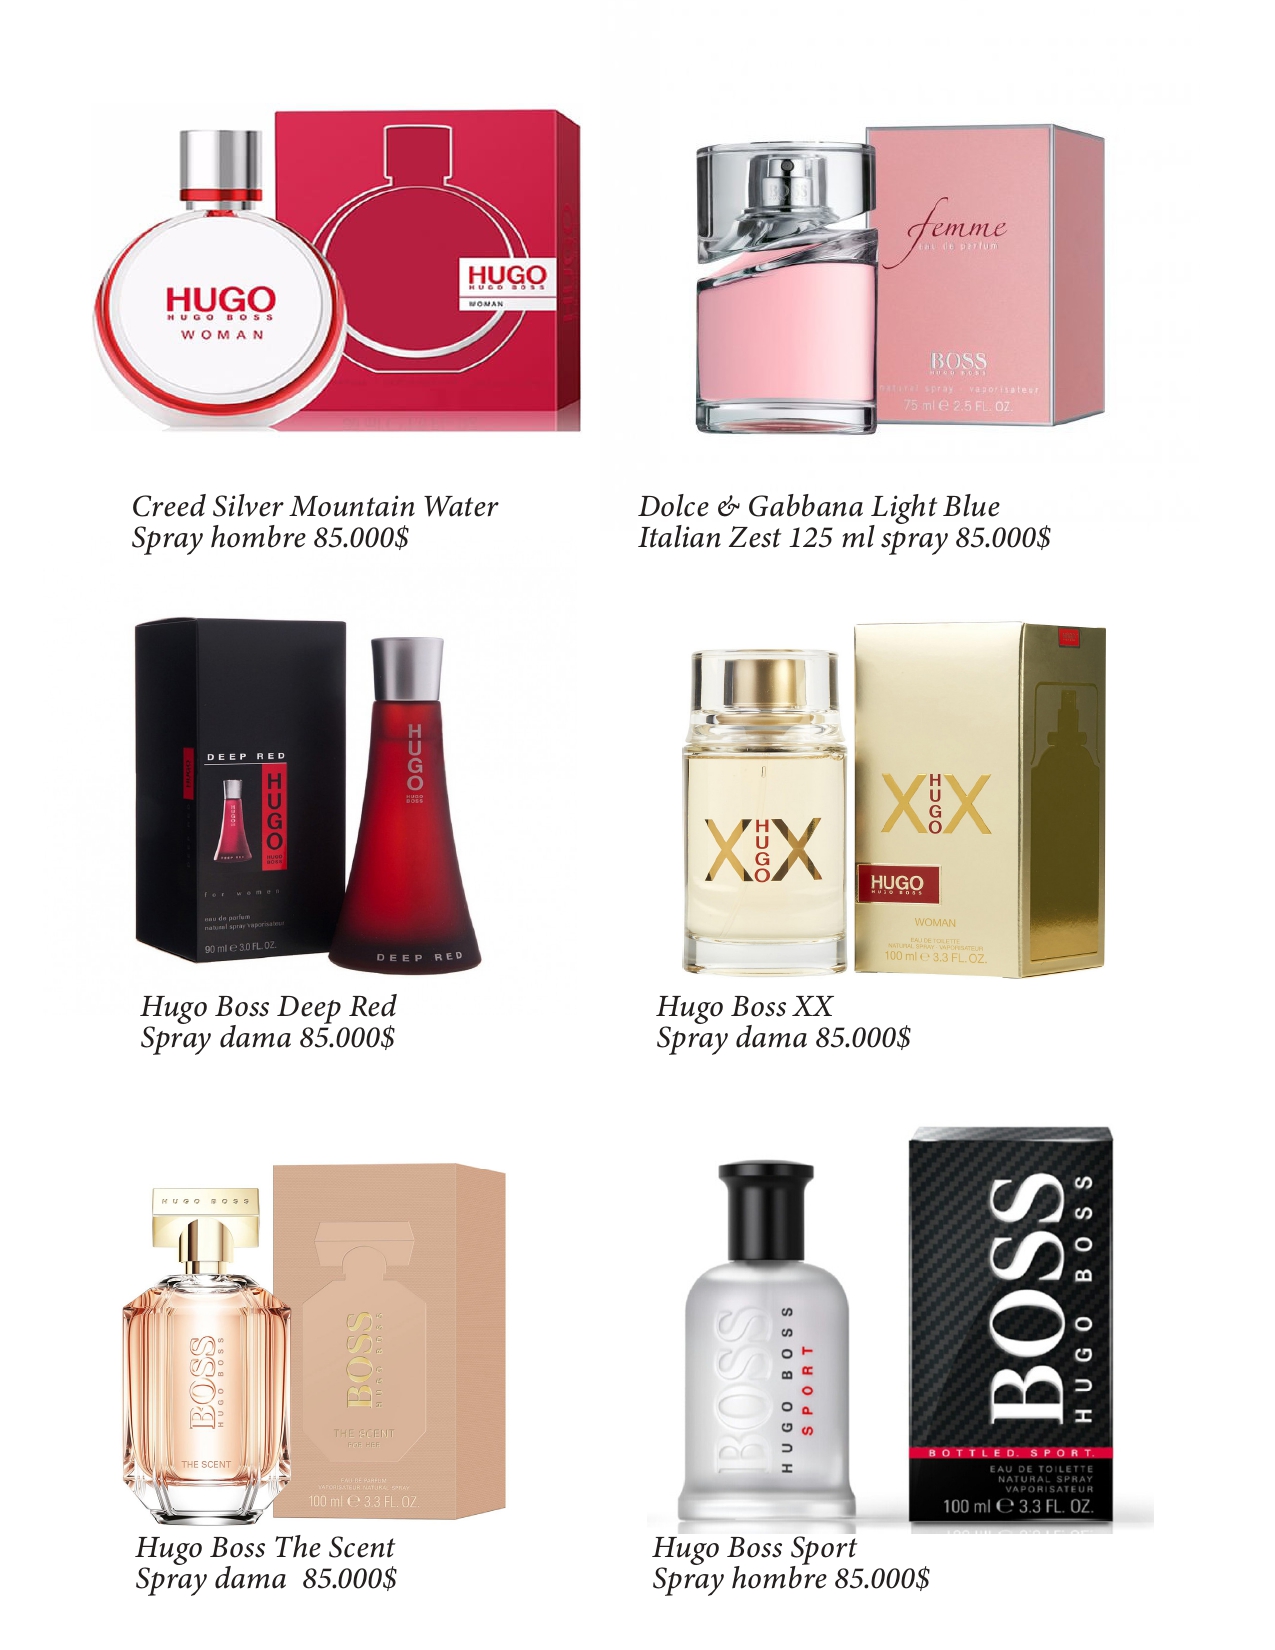 HUGO
HUGO BOSS
WOMAN
HUGO
HUGO BOSS
WOMAN
BOSS
femme
eau de parfum
BOSS
HUGO BOSS
natural spray - vaporisateur
75 ml e 2.5 FL. OZ.
Creed Silver Mountain Water
Spray hombre 85.000$
Dolce & Gabbana Light Blue
Italian Zest 125 ml spray 85.000$
DEEP RED
HUGO
HUGO
BOSS
for women
eau de parfum
natural spray vaporisateur
90 ml e 3.0 FL. OZ.
HUGO
HUGO
BOSS
DEEP RED
X HUGO X
X HUGO X
HUGO
HUGO BOSS
WOMAN
EAU DE TOILETTE
NATURAL SPRAY - VAPORISATEUR
100 ml e 3.3 FL. OZ.
Hugo Boss Deep Red
Spray dama 85.000$
Hugo Boss XX
Spray dama 85.000$
HUGO BOSS
BOSS
HUGO BOSS
THE SCENT
BOSS
HUGO BOSS
THE SCENT
FOR HER
EAU DE PARFUM
VAPORISATEUR NATURAL SPRAY
100 ml e 3.3 FL. OZ
BOSS
HUGO BOSS
SPORT
BOSS
HUGO BOSS
BOTTLED. SPORT.
EAU DE TOILETTE
NATURAL SPRAY
VAPORISATEUR
100 ml e 3.3 FL. OZ.
Hugo Boss The Scent
Spray dama  85.000$
Hugo Boss Sport
Spray hombre 85.000$